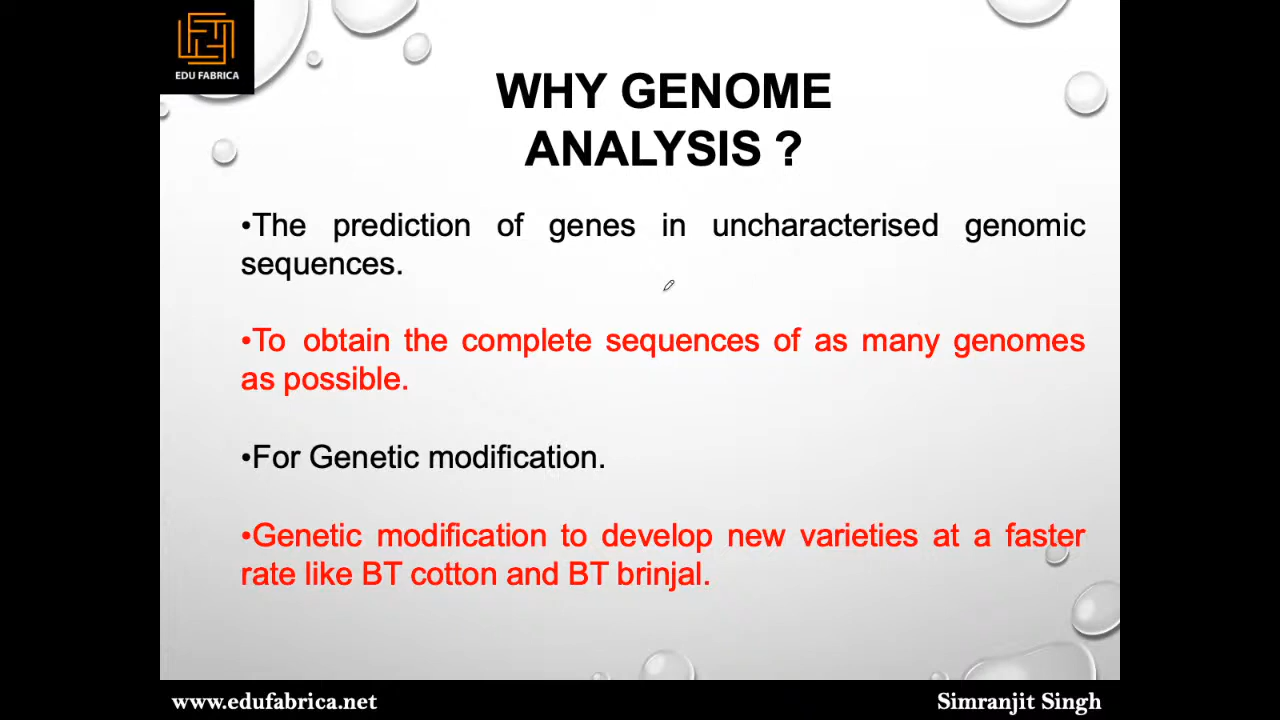 EDU FABRICA
WHY GENOME
ANALYSIS ?
•The prediction of genes in uncharacterised genomic
sequences.
•To obtain the complete sequences of as many genomes
as possible.
•For Genetic modification.
•Genetic modification to develop new varieties at a faster
rate like BT cotton and BT brinjal.
www.edufabrica.net
Simranjit Singh